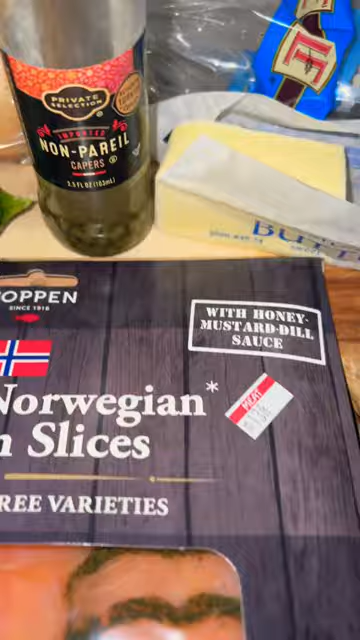 PRIVATE
SELECTION
IMPORTED
NON-PAREIL
CAPERS
3.5 FL OZ (103mL)
OPPEN
SINCE 1916
WITH HONEY-
MUSTARD-DILL
SAUCE
Norwegian*
n Slices
REE VARIETIES
MEAT